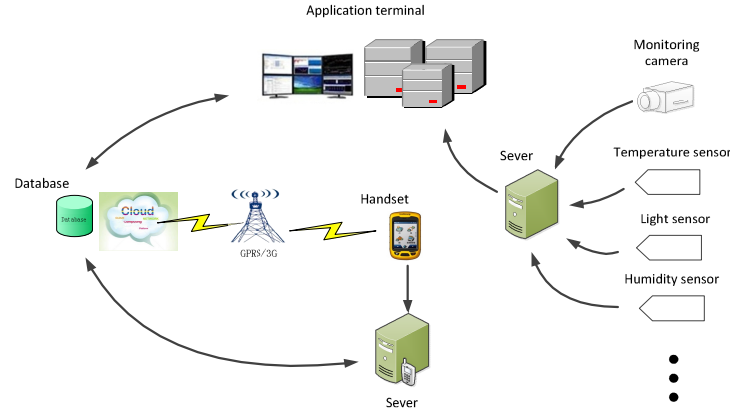 Application terminal
Monitoring
camera
Sever
Temperature sensor
Database
Handset
Database
Cloud
Light sensor
GPRS/3G
Humidity sensor
Sever